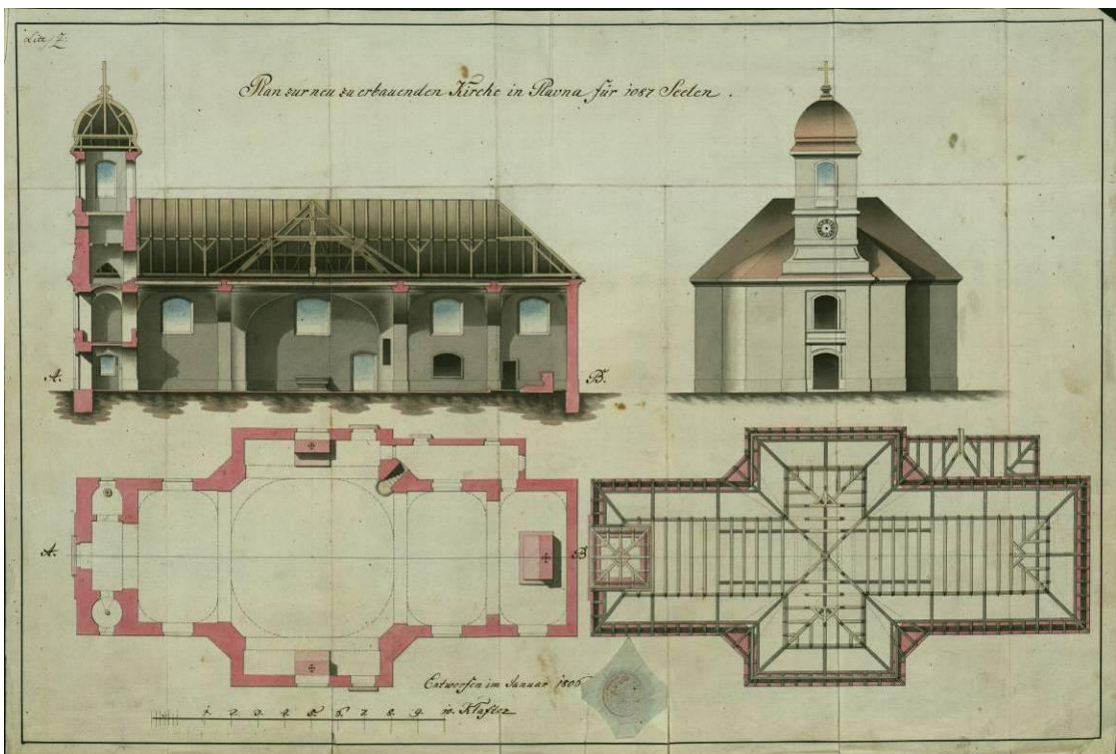 Litt. Z.
Plan zur neu zu erbauenden Kirche in Plavna für 1087 Seelen.
A. B.
A. B
Entworfen im Januar 1806
1. 2. 3. 4. 5. 6. 7. 8. 9. 10. Klafter